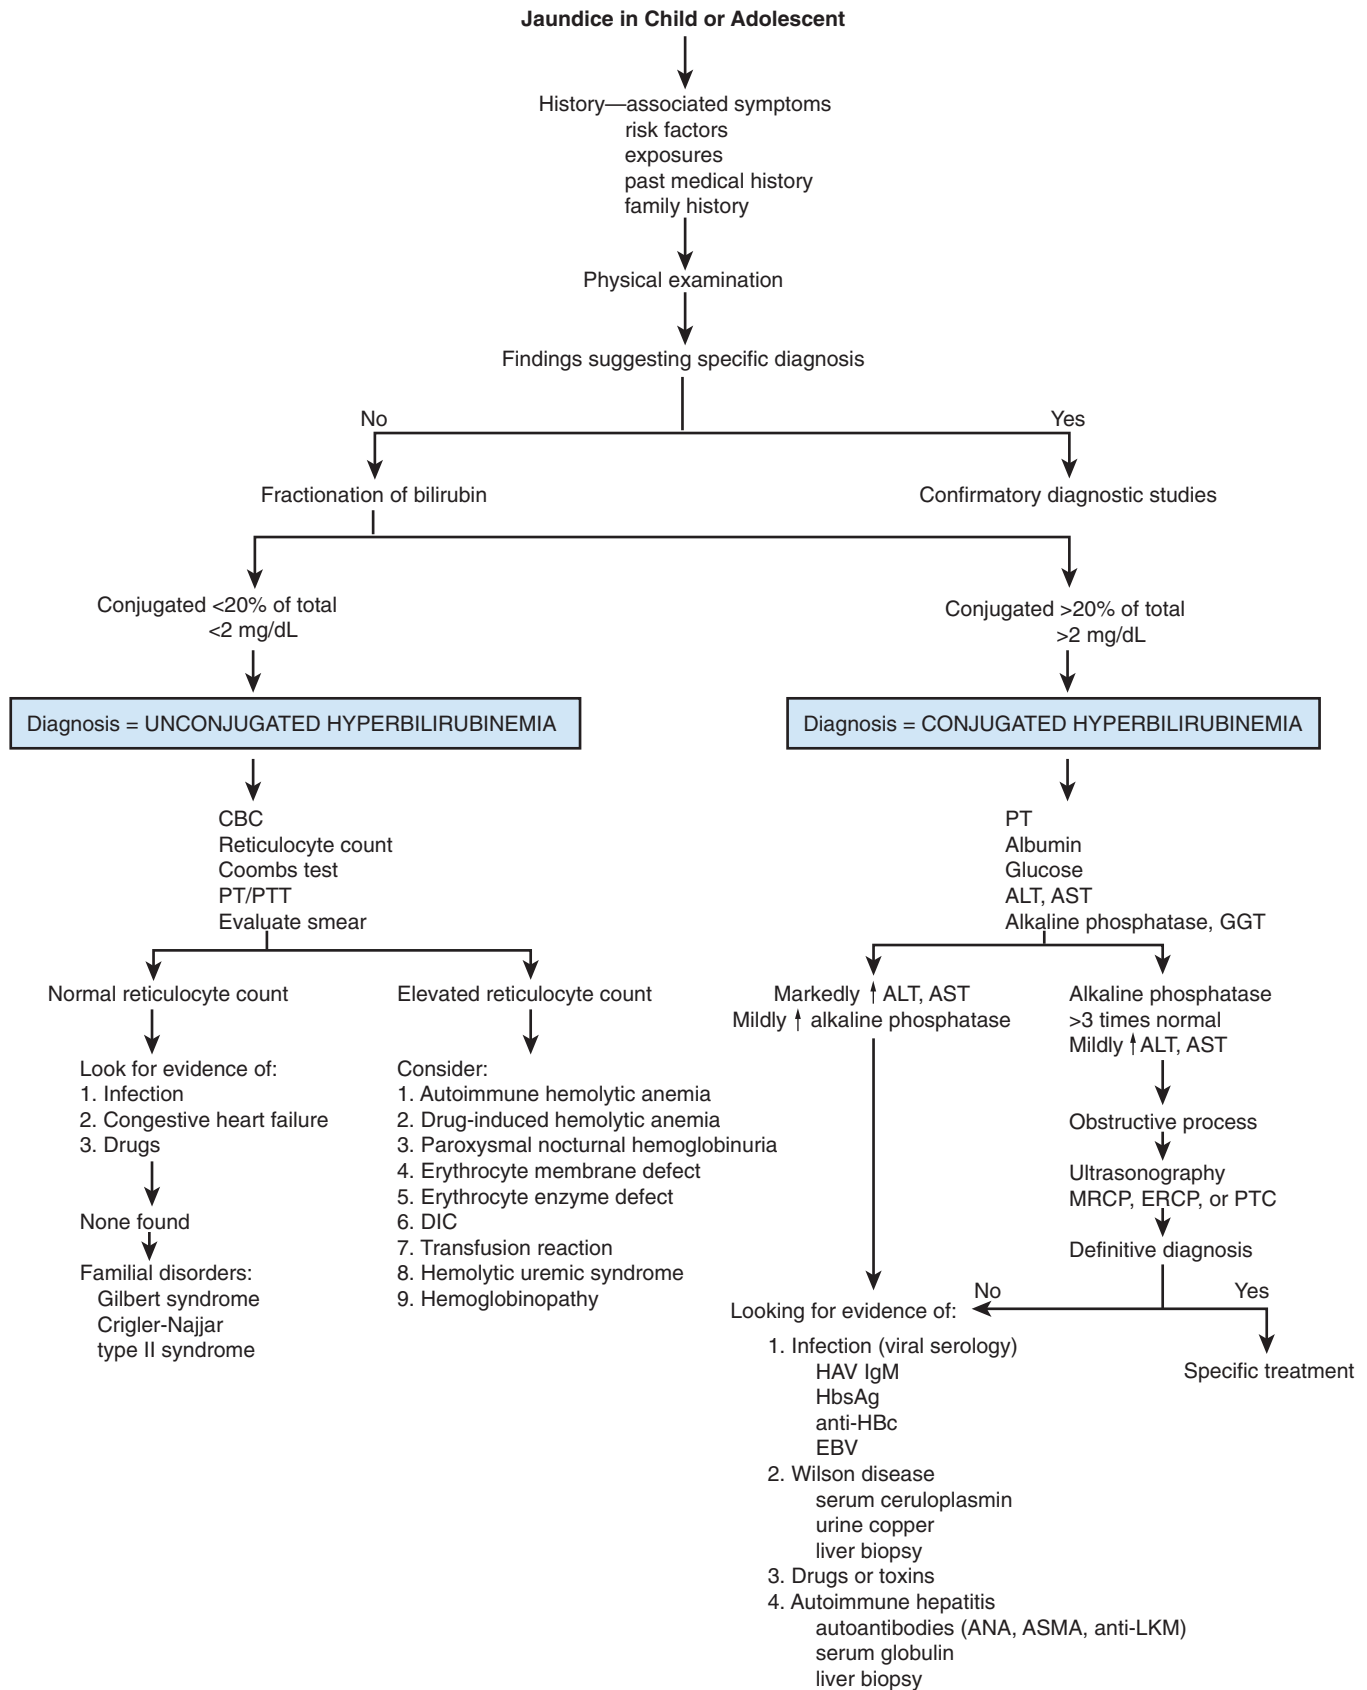 Jaundice in Child or Adolescent
History—associated symptoms
risk factors
exposures
past medical history
family history
Physical examination
Findings suggesting specific diagnosis
No
Yes
Fractionation of bilirubin
Confirmatory diagnostic studies
Conjugated <20% of total
<2 mg/dL
Conjugated >20% of total
>2 mg/dL
Diagnosis = UNCONJUGATED HYPERBILIRUBINEMIA
Diagnosis = CONJUGATED HYPERBILIRUBINEMIA
CBC
Reticulocyte count
Coombs test
PT/PTT
Evaluate smear
PT
Albumin
Glucose
ALT, AST
Alkaline phosphatase, GGT
Normal reticulocyte count
Look for evidence of:
1. Infection
2. Congestive heart failure
3. Drugs
None found
Familial disorders:
Gilbert syndrome
Crigler-Najjar
type II syndrome
Elevated reticulocyte count
Consider:
1. Autoimmune hemolytic anemia
2. Drug-induced hemolytic anemia
3. Paroxysmal nocturnal hemoglobinuria
4. Erythrocyte membrane defect
5. Erythrocyte enzyme defect
6. DIC
7. Transfusion reaction
8. Hemolytic uremic syndrome
9. Hemoglobinopathy
Markedly ↑ ALT, AST
Mildly ↑ alkaline phosphatase
Alkaline phosphatase
>3 times normal
Mildly ↑ ALT, AST
Obstructive process
Ultrasonography
MRCP, ERCP, or PTC
Definitive diagnosis
No
Yes
Looking for evidence of:
1. Infection (viral serology)
HAV IgM
HbsAg
anti-HBc
EBV
2. Wilson disease
serum ceruloplasmin
urine copper
liver biopsy
3. Drugs or toxins
4. Autoimmune hepatitis
autoantibodies (ANA, ASMA, anti-LKM)
serum globulin
liver biopsy
Specific treatment